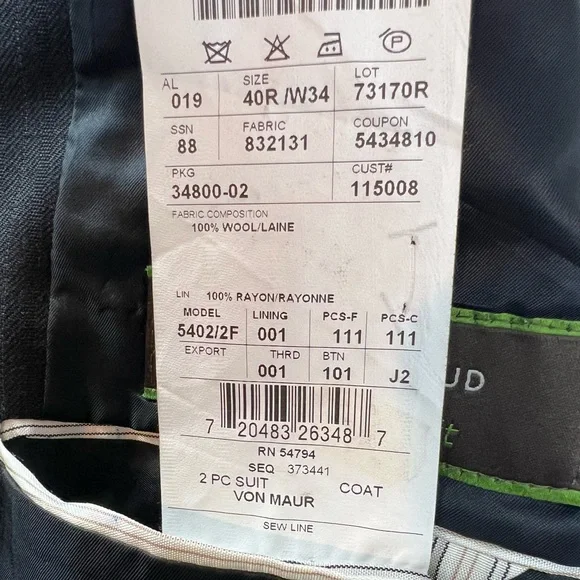 AL SIZE LOT
019 40R /W34 73170R
SSN FABRIC COUPON
88 832131 5434810
PKG CUST#
34800-02 115008
FABRIC COMPOSITION
100% WOOL/LAINE
LIN 100% RAYON/RAYONNE
MODEL LINING PCS-F PCS-C
5402/2F 001 111 111
EXPORT THRD BTN
001 101 J2
7 20483 26348 7
RN 54794
SEQ 373441
2 PC SUIT COAT
VON MAUR
SEW LINE
UD
t